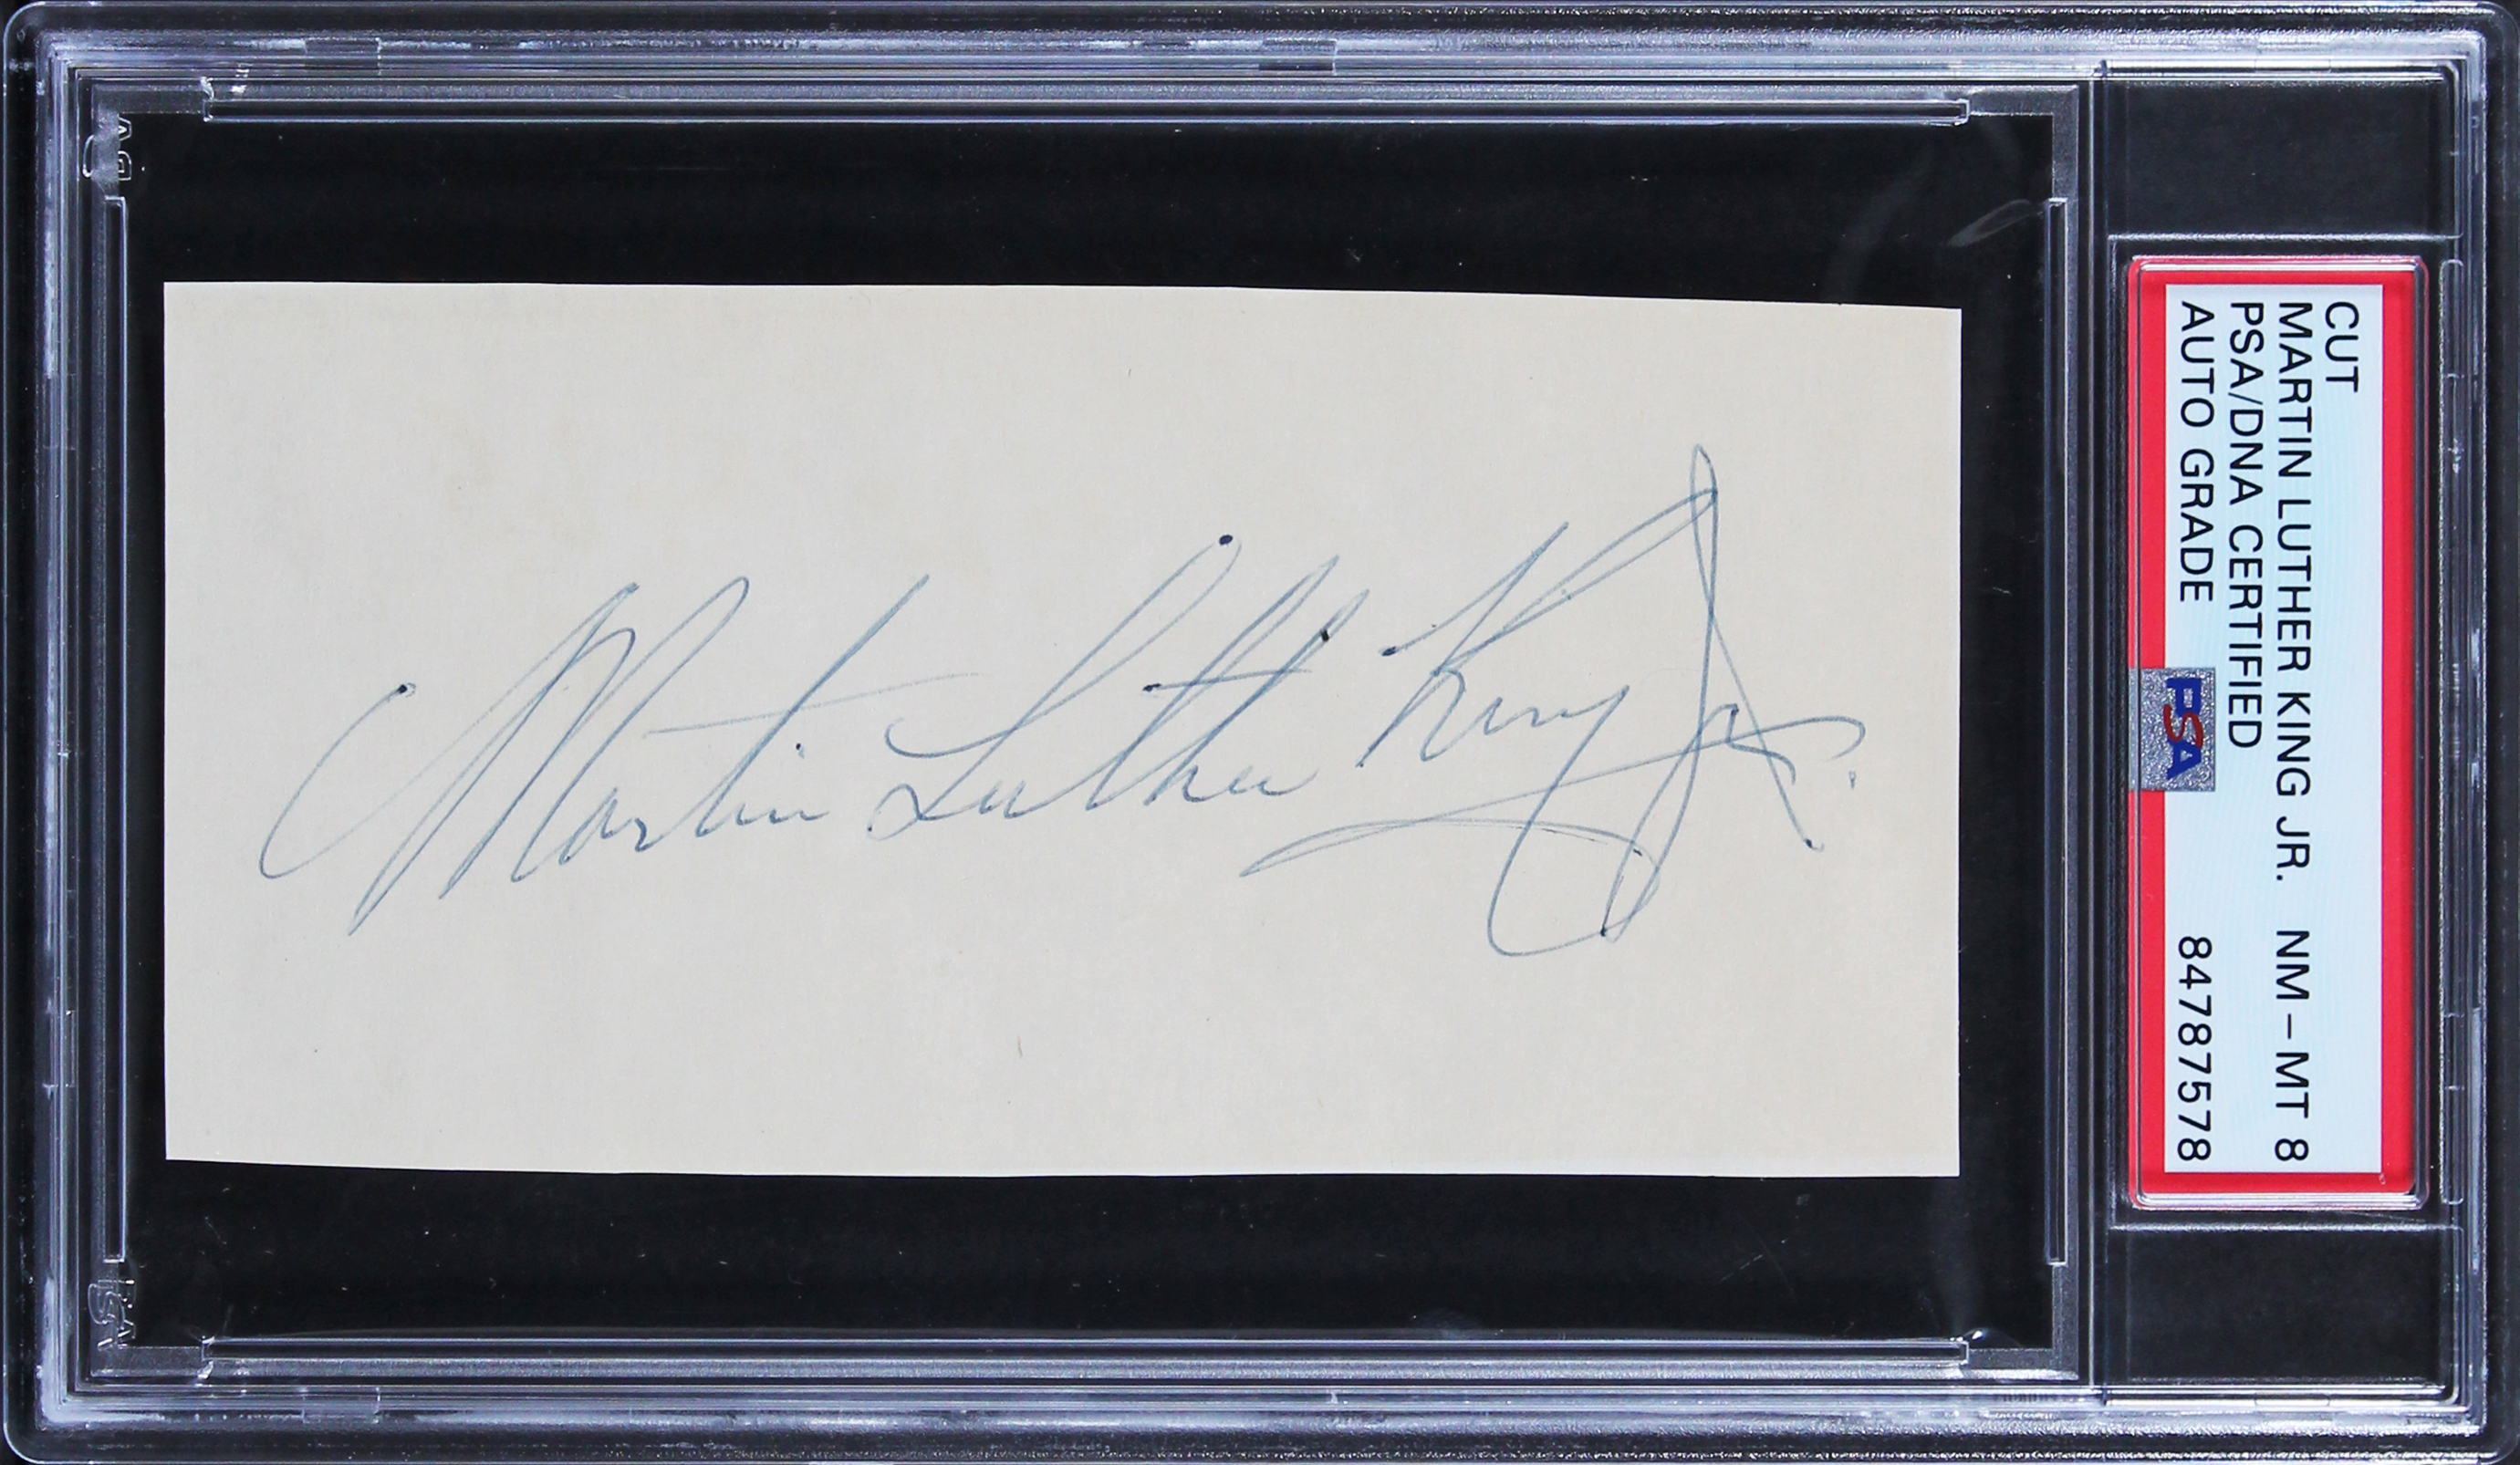 Martin Luther King Jr.
CUT
MARTIN LUTHER KING JR. NM-MT 8
PSA/DNA CERTIFIED
AUTO GRADE 84787578
PSA